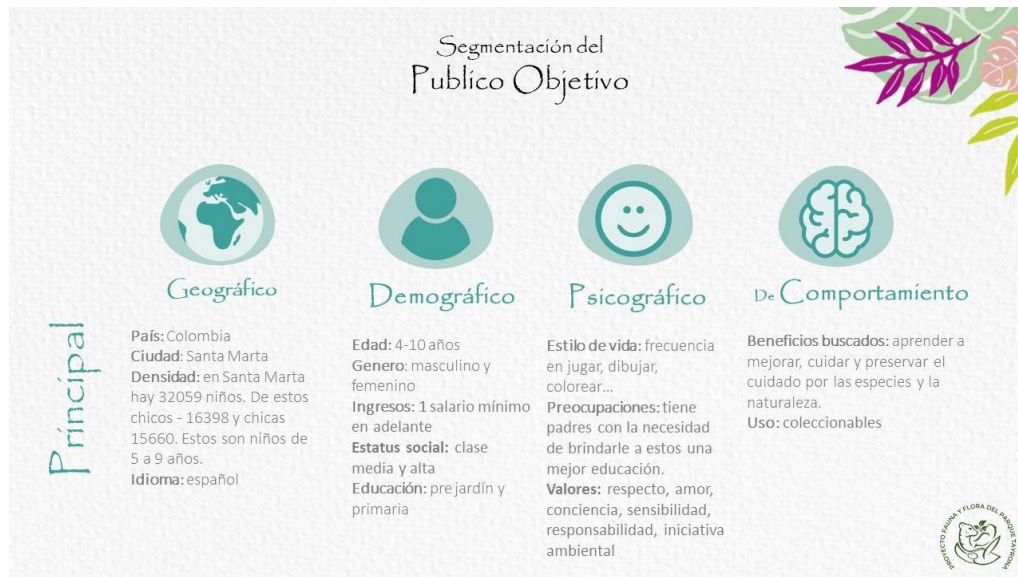 Segmentación del
Publico Objetivo
Principal
Geográfico
País: Colombia
Ciudad: Santa Marta
Densidad: en Santa Marta
hay 32059 niños. De estos
chicos - 16398 y chicas
15660. Estos son niños de
5 a 9 años.
Idioma: español
Demográfico
Edad: 4-10 años
Genero: masculino y
femenino
Ingresos: 1 salario mínimo
en adelante
Estatus social: clase
media y alta
Educación: pre jardín y
primaria
Psicográfico
Estilo de vida: frecuencia
en jugar, dibujar,
colorear...
Preocupaciones: tiene
padres con la necesidad
de brindarle a estos una
mejor educación.
Valores: respecto, amor,
conciencia, sensibilidad,
responsabilidad, iniciativa
ambiental
De Comportamiento
Beneficios buscados: aprender a
mejorar, cuidar y preservar el
cuidado por las especies y la
naturaleza.
Uso: coleccionables
PROYECTO FAUNA Y FLORA DEL PARQUE TAYRONA